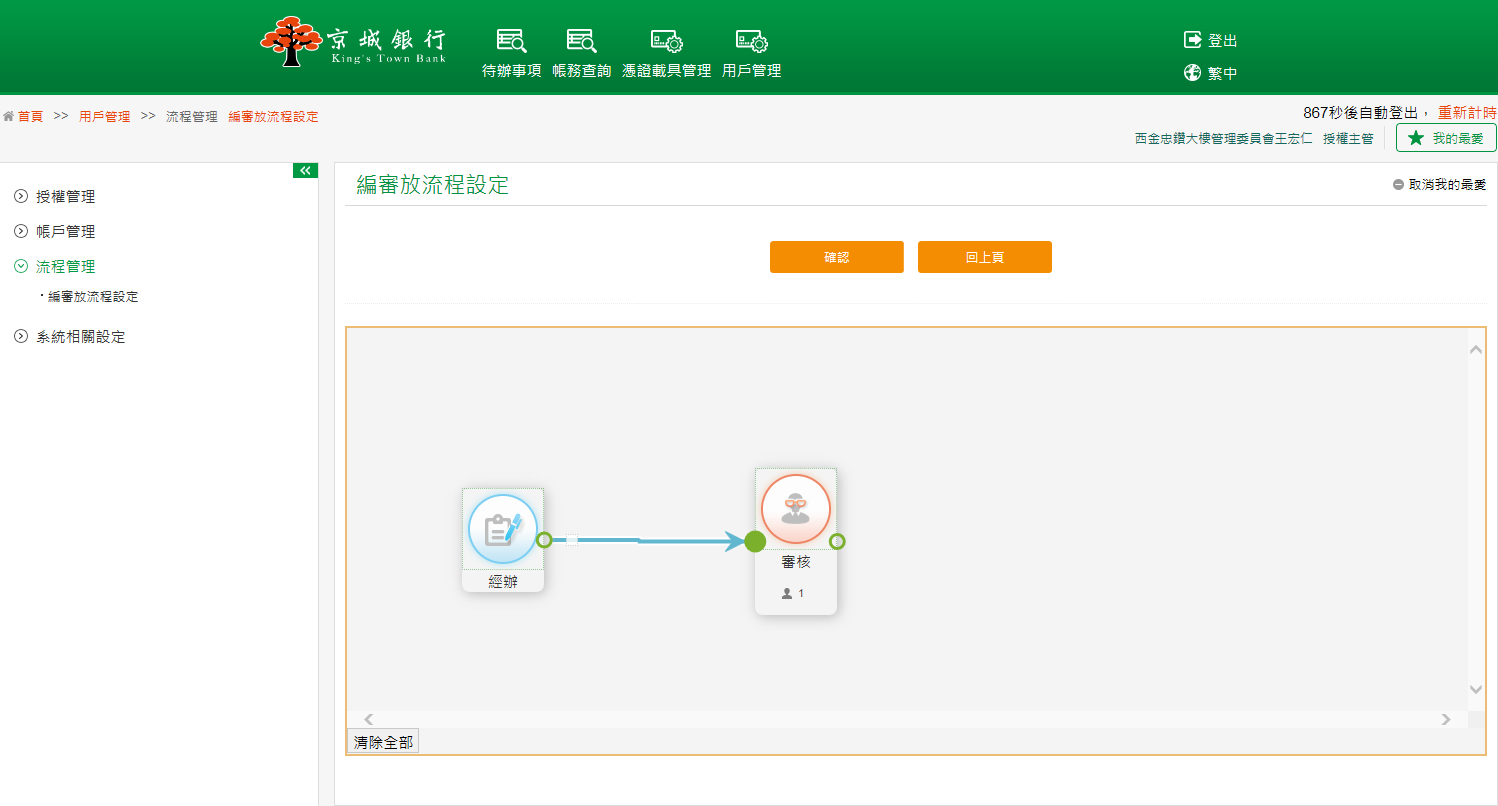 京城銀行
King's Town Bank
待辦事項 帳務查詢 憑證載具管理 用戶管理
登出
繁中
首頁 >> 用戶管理 >> 流程管理 編審放流程設定
867秒後自動登出， 重新計時
西金忠鑽大樓管理委員會王宏仁 授權主管
我的最愛
授權管理
帳戶管理
流程管理
·編審放流程設定
系統相關設定
編審放流程設定
取消我的最愛
確認 回上頁
經辦
審核
1
清除全部